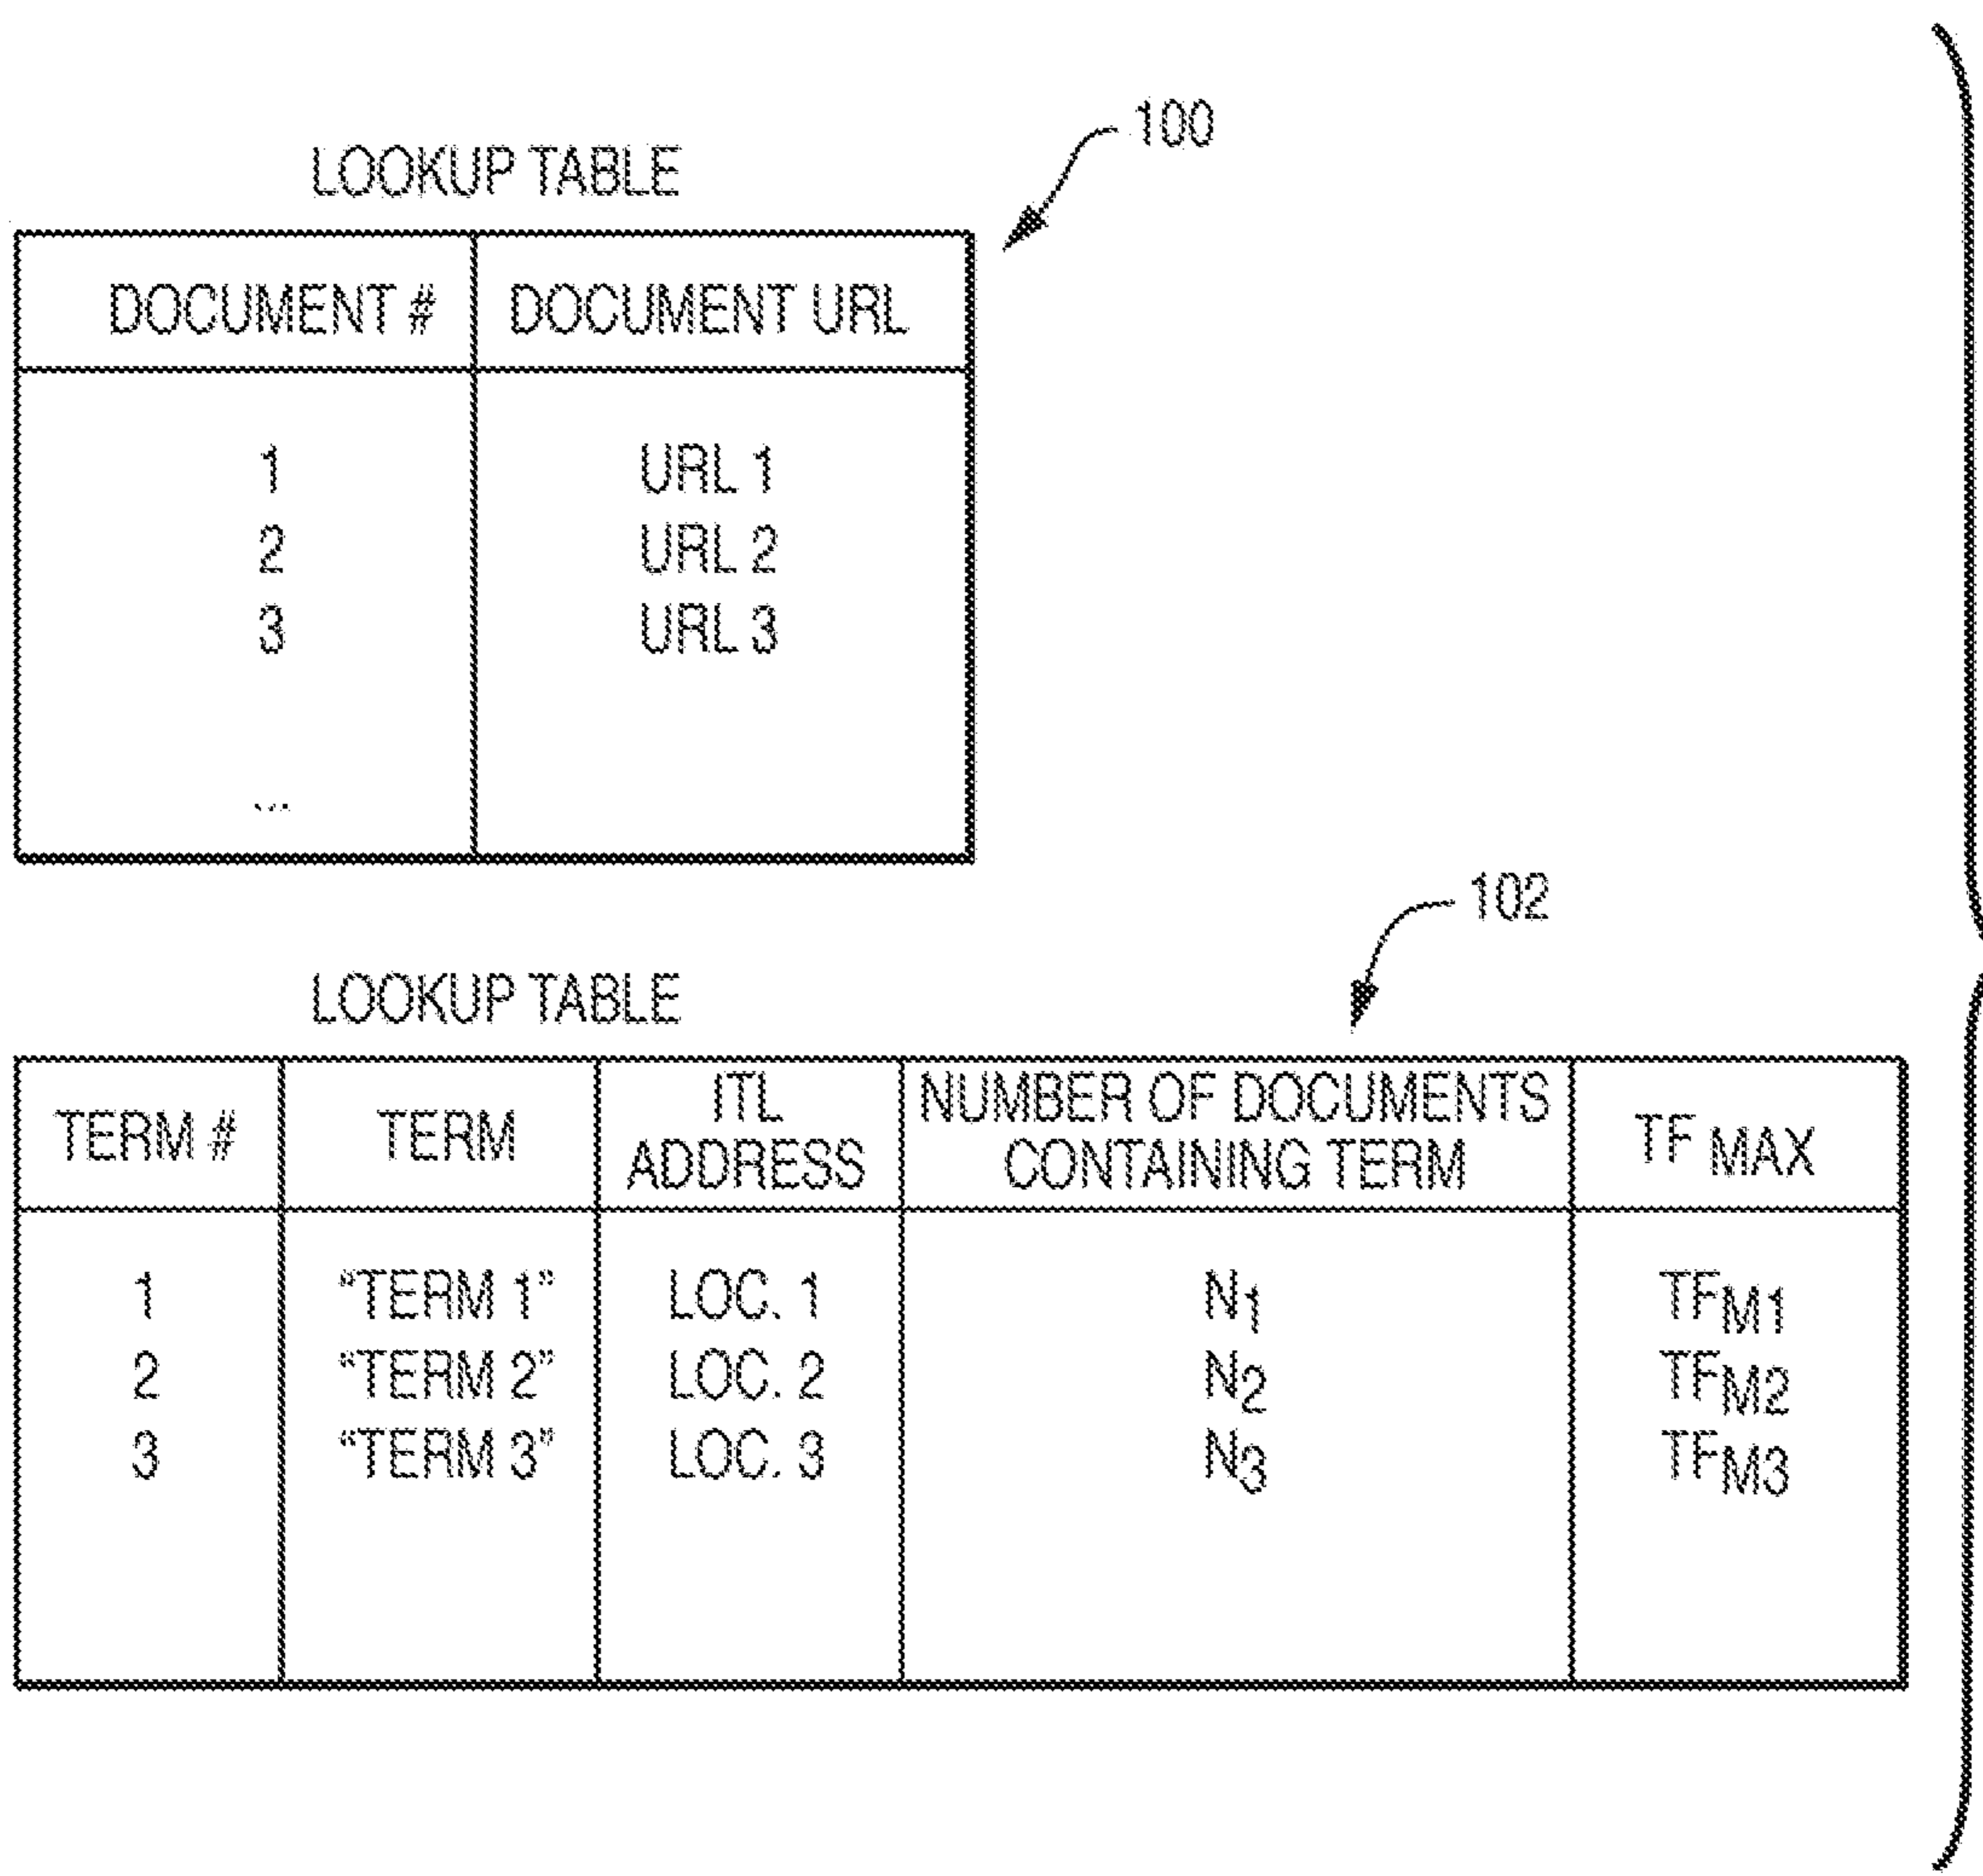 100
LOOKUP TABLE
DOCUMENT # DOCUMENT URL
1 URL 1
2 URL 2
3 URL 3
...
102
LOOKUP TABLE
TERM # TERM ITL ADDRESS NUMBER OF DOCUMENTS CONTAINING TERM TF MAX
1 “TERM 1” LOC. 1 N1 TFM1
2 “TERM 2” LOC. 2 N2 TFM2
3 “TERM 3” LOC. 3 N3 TFM3